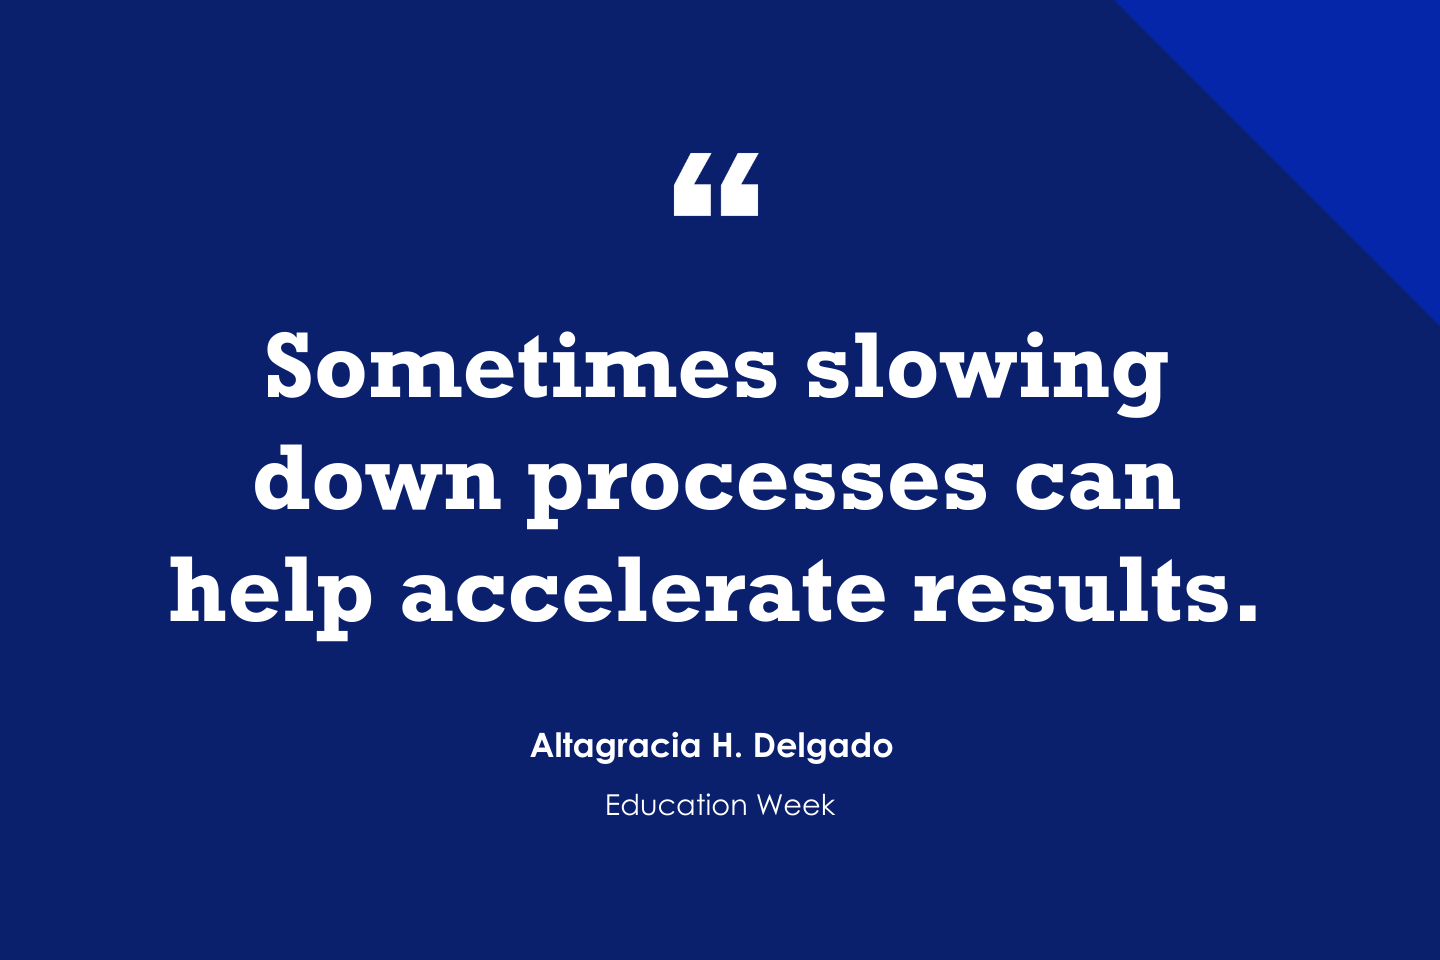 “
Sometimes slowing
down processes can
help accelerate results.
Altagracia H. Delgado
Education Week